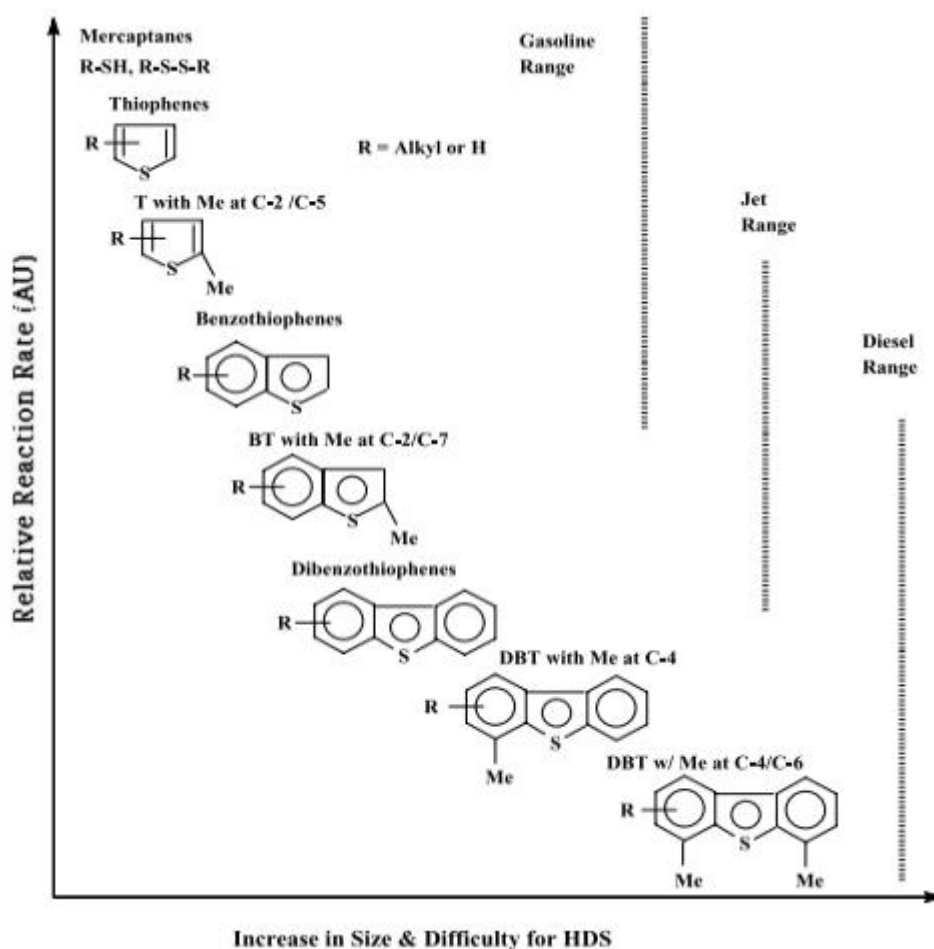 Mercaptanes
R-SH, R-S-S-R
Thiophenes
R
S
R = Alkyl or H
T with Me at C-2 /C-5
R
S
Me
Benzothiophenes
R
S
BT with Me at C-2/C-7
R
S
Me
Dibenzothiophenes
R
S
DBT with Me at C-4
R
S
Me
DBT w/ Me at C-4/C-6
R
S
Me
Me
Gasoline
Range
Jet
Range
Diesel
Range
Relative Reaction Rate (AU)
Increase in Size & Difficulty for HDS